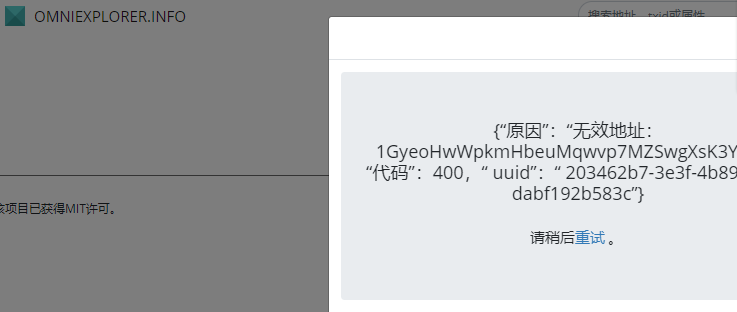 OMNIEXPLORER.INFO
搜索地址、txid或属性
{“原因”：“无效地址：
1GyeoHwWpkmHbeuMqwvp7MZSwgXsK3Y
“代码”：400，“ uuid”：“ 203462b7-3e3f-4b89
dabf192b583c”}
该项目已获得MIT许可。
请稍后重试 。